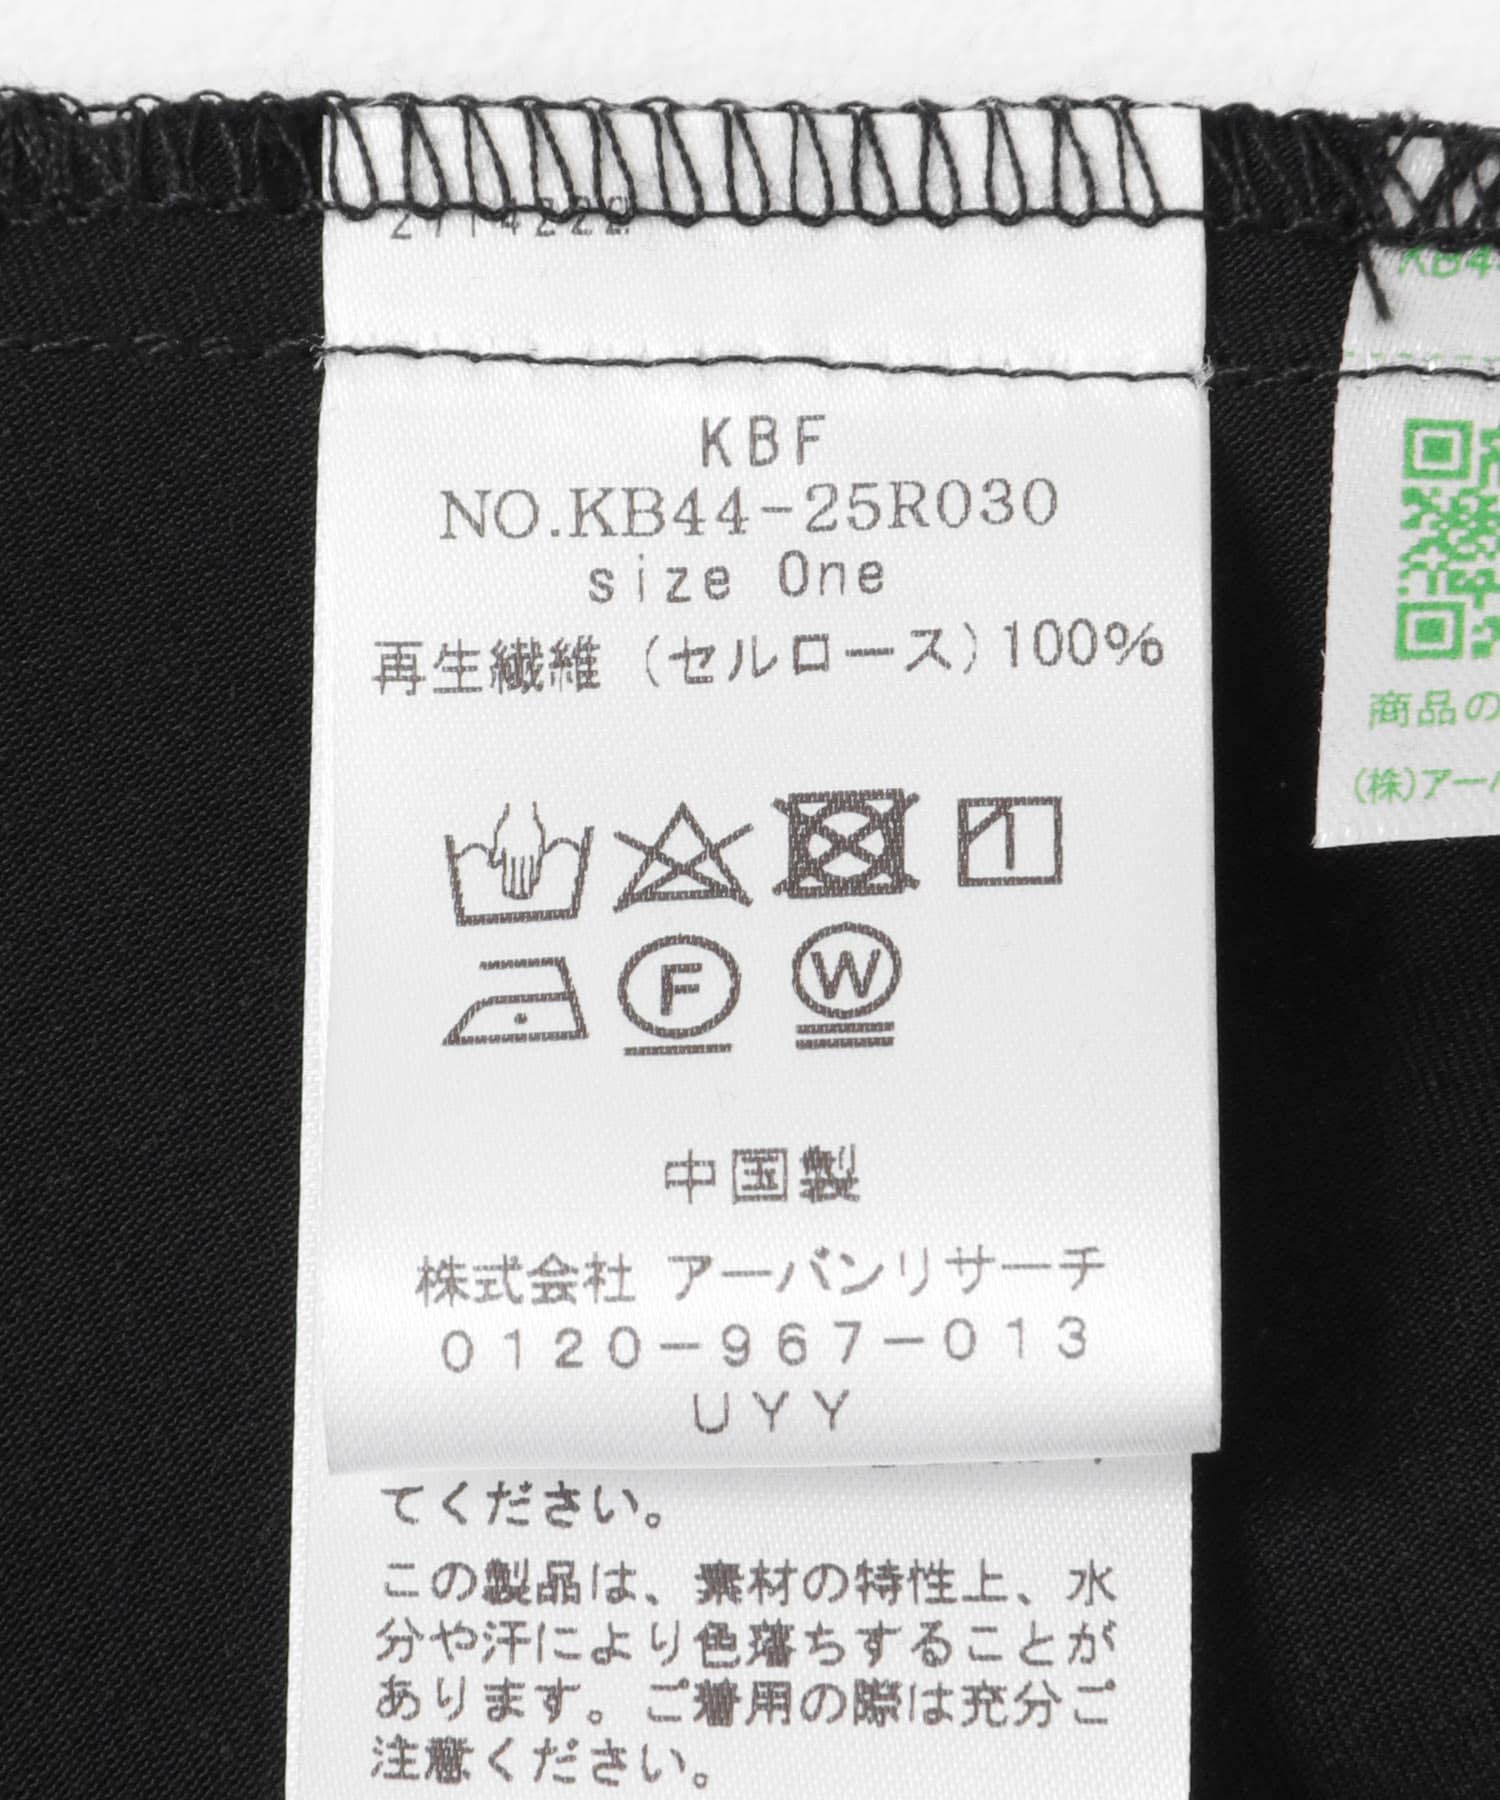 KBF
NO.KB44-25R030
size One
再生繊維 (セルロース)100%
F
W
中国製
株式会社 アーバンリサーチ
0120-967-013
UYY
てください。
この製品は、素材の特性上、水
分や汗により色落ちすることが
あります。ご着用の際は充分ご
注意ください。
KB4
商品の
(株)アー